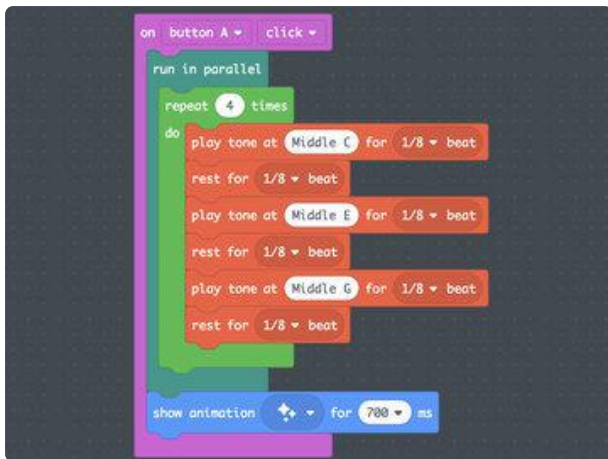 on button A click
run in parallel
repeat 4 times
do
play tone at Middle C for 1/8 beat
rest for 1/8 beat
play tone at Middle E for 1/8 beat
rest for 1/8 beat
play tone at Middle G for 1/8 beat
rest for 1/8 beat
show animation for 700 ms